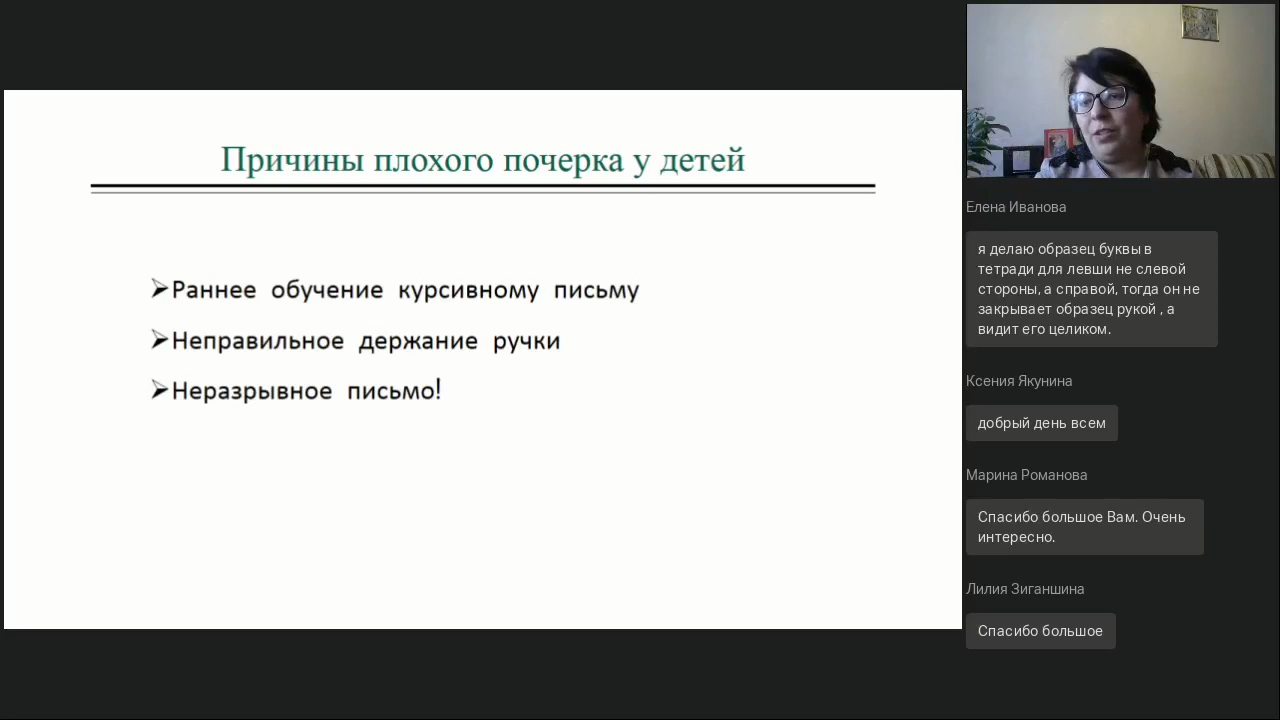 Причины плохого почерка у детей
➢Раннее обучение курсивному письму
➢Неправильное держание ручки
➢Неразрывное письмо!
Елена Иванова
я делаю образец буквы в
тетради для левши не слевой
стороны, а справой, тогда он не
закрывает образец рукой , а
видит его целиком.
Ксения Якунина
добрый день всем
Марина Романова
Спасибо большое Вам. Очень
интересно.
Лилия Зиганшина
Спасибо большое